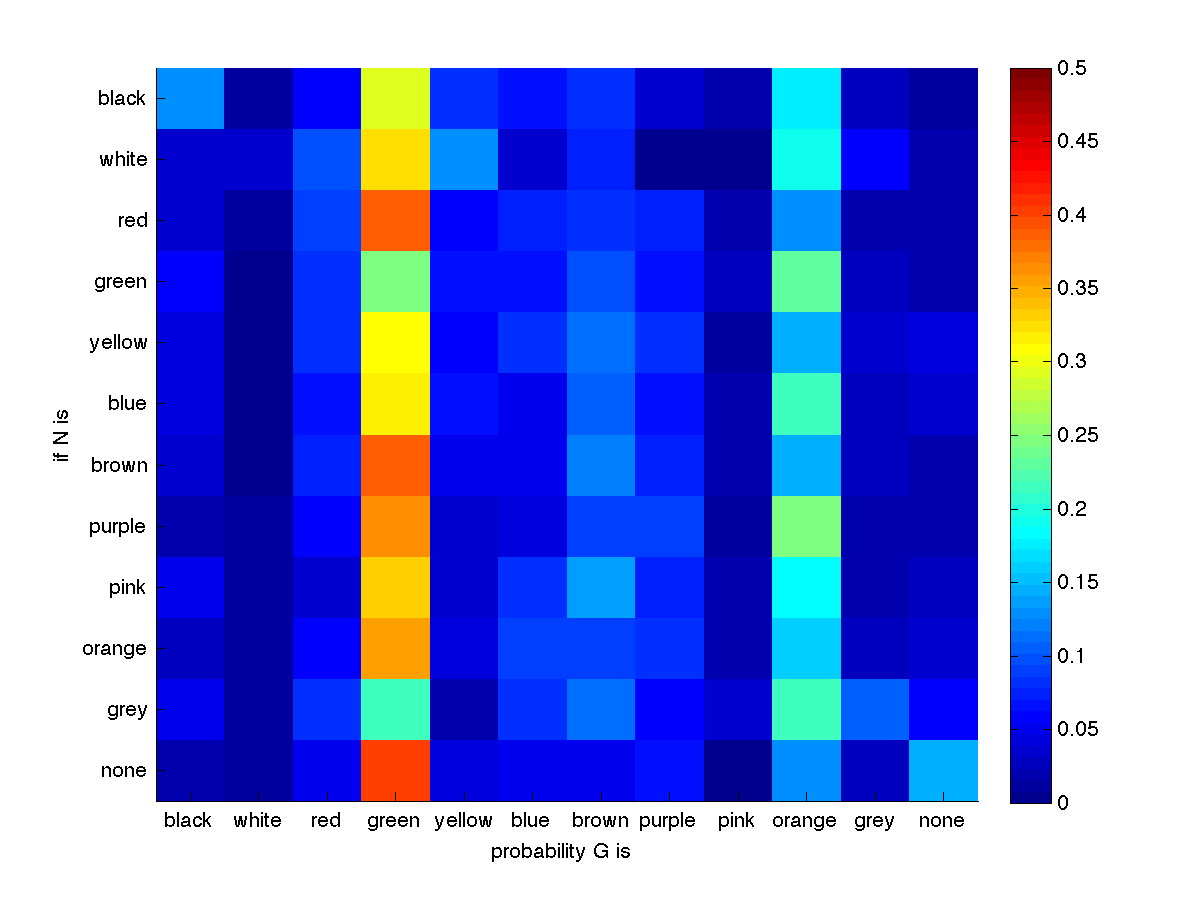 black
white
red
green
yellow
blue
brown
purple
pink
orange
grey
none
if N is
black white red green yellow blue brown purple pink orange grey none
probability G is
0.5
0.45
0.4
0.35
0.3
0.25
0.2
0.15
0.1
0.05
0